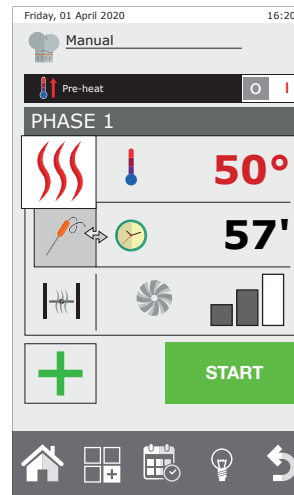 Friday, 01 April 2020 16:20
Manual
Pre-heat O I
PHASE 1
50°
57'
START